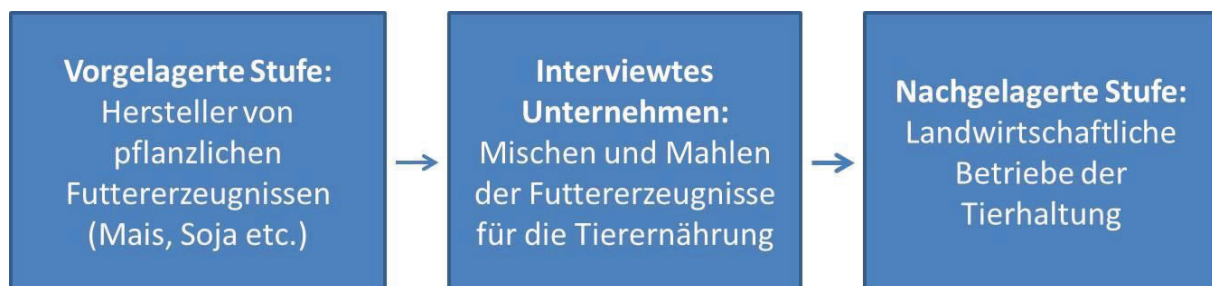 Vorgelagerte Stufe:
Hersteller von
pflanzlichen
Futtererzeugnissen
(Mais, Soja etc.)
Interviewtes
Unternehmen:
Mischen und Mahlen
der Futtererzeugnisse
für die Tierernährung
Nachgelagerte Stufe:
Landwirtschaftliche
Betriebe der
Tierhaltung